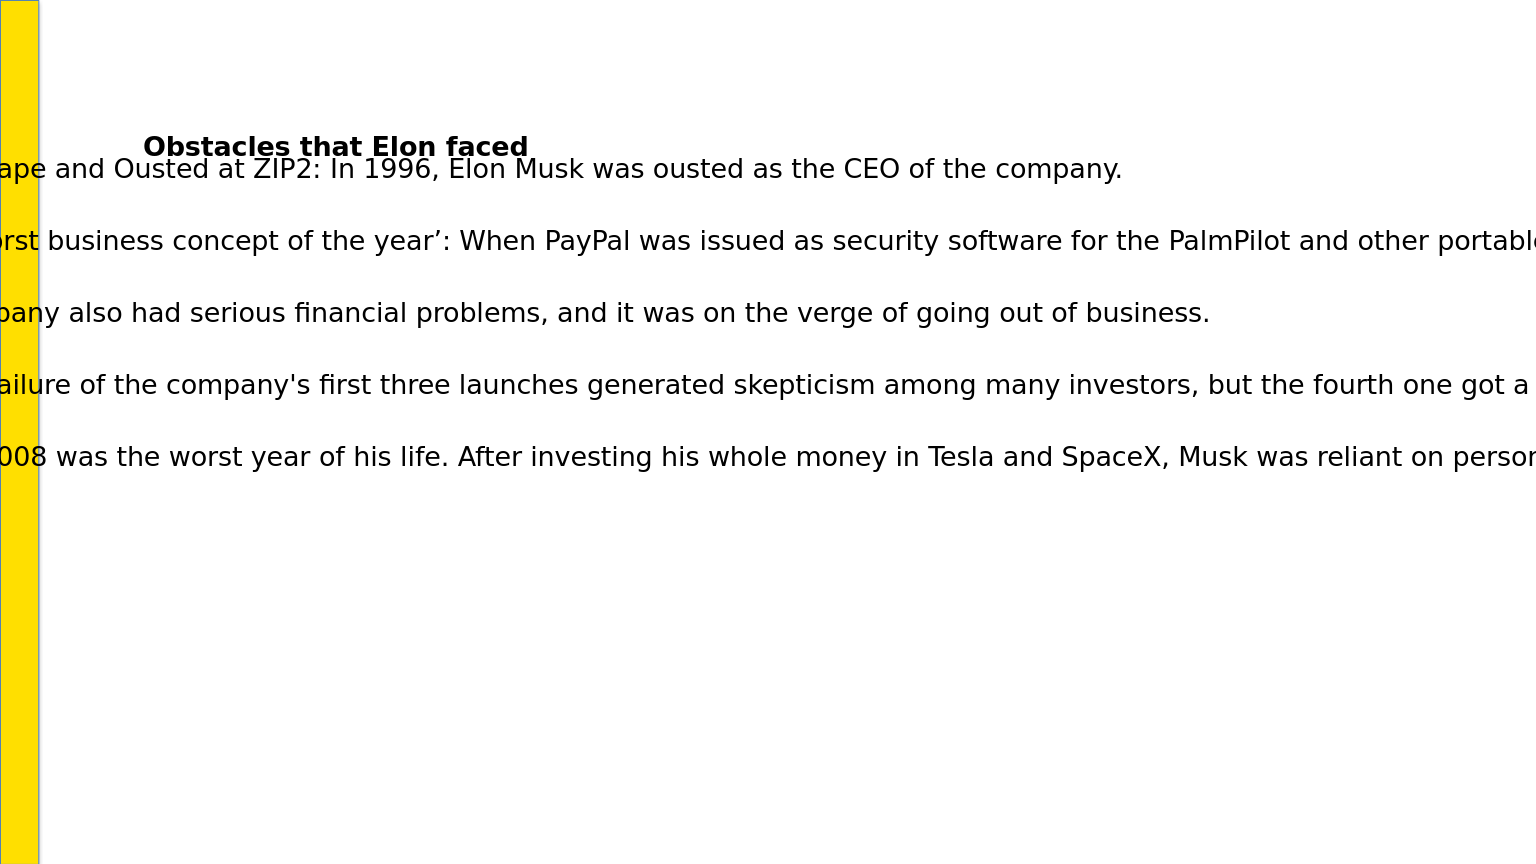 Obstacles that Elon faced
ape and Ousted at ZIP2: In 1996, Elon Musk was ousted as the CEO of the company.
orst business concept of the year’: When PayPal was issued as security software for the PalmPilot and other portable
pany also had serious financial problems, and it was on the verge of going out of business.
ailure of the company's first three launches generated skepticism among many investors, but the fourth one got a
008 was the worst year of his life. After investing his whole money in Tesla and SpaceX, Musk was reliant on person